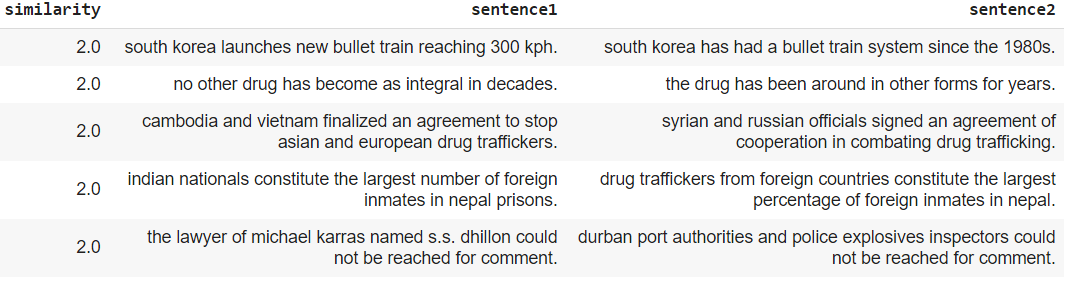 similarity sentence1 sentence2
2.0 south korea launches new bullet train reaching 300 kph. south korea has had a bullet train system since the 1980s.
2.0 no other drug has become as integral in decades. the drug has been around in other forms for years.
cambodia and vietnam finalized an agreement to stop syrian and russian officials signed an agreement of
2.0
asian and european drug traffickers. cooperation in combating drug trafficking.
indian nationals constitute the largest number of foreign drug traffickers from foreign countries constitute the largest
2.0
inmates in nepal prisons. percentage of foreign inmates in nepal.
the lawyer of michael karras named s.s. dhillon could durban port authorities and police explosives inspectors could
2.0
not be reached for comment. not be reached for comment.